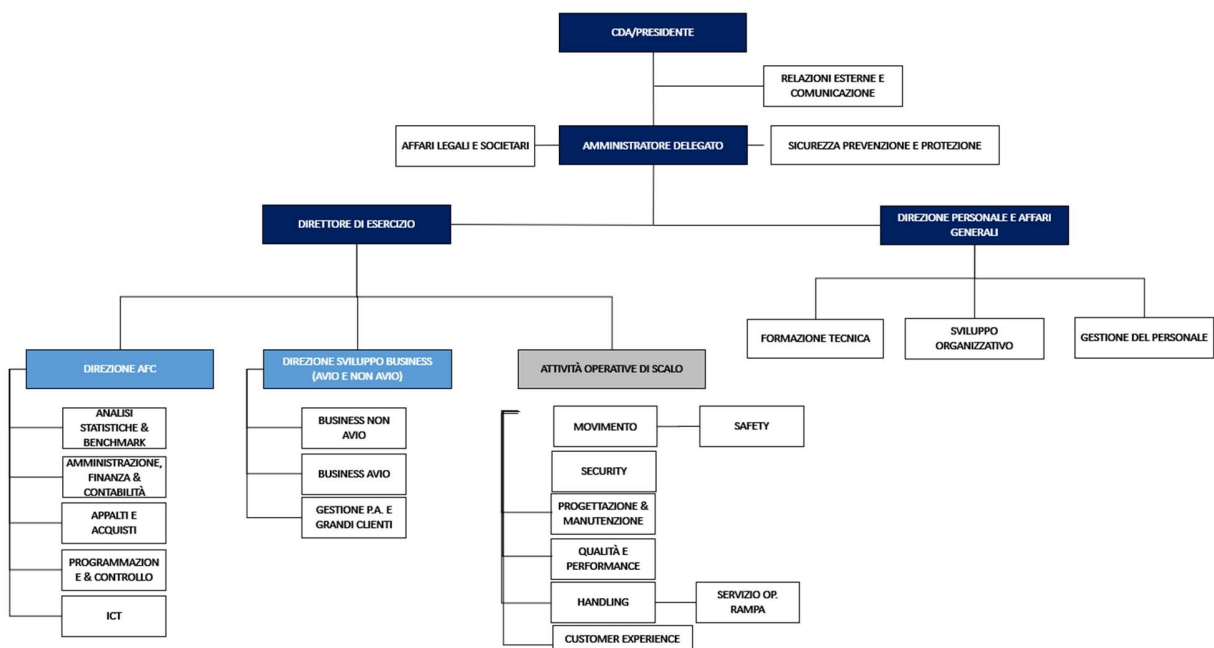 CDA/PRESIDENTE
RELAZIONI ESTERNE E
COMUNICAZIONE
AFFARI LEGALI E SOCIETARI
AMMINISTRATORE DELEGATO
SICUREZZA PREVENZIONE E PROTEZIONE
DIRETTORE DI ESERCIZIO
DIREZIONE PERSONALE E AFFARI
GENERALI
FORMAZIONE TECNICA
SVILUPPO
ORGANIZZATIVO
GESTIONE DEL PERSONALE
DIREZIONE AFC
DIREZIONE SVILUPPO BUSINESS
(AVIO E NON AVIO)
ATTIVITÀ OPERATIVE DI SCALO
ANALISI
STATISTICHE &
BENCHMARK
AMMINISTRAZIONE,
FINANZA &
CONTABILITÀ
APPALTI E
ACQUISTI
PROGRAMMAZION
E & CONTROLLO
ICT
BUSINESS NON
AVIO
BUSINESS AVIO
GESTIONE P.A. E
GRANDI CLIENTI
MOVIMENTO
SAFETY
SECURITY
PROGETTAZIONE &
MANUTENZIONE
QUALITÀ E
PERFORMANCE
HANDLING
SERVIZIO OP.
RAMPA
CUSTOMER EXPERIENCE